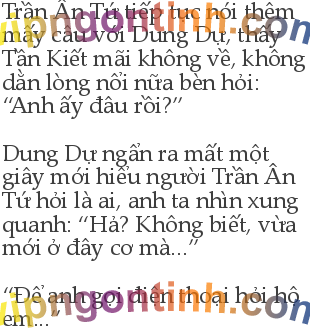 Trần Ân Tứ tiếp tục nói thêm
mấy câu với Dung Dự, thấy
Tần Kiết mãi không về, không
dằn lòng nổi nữa bèn hỏi:
“Anh ấy đâu rồi?”
Dung Dự ngẩn ra mất một
giây mới hiểu người Trần Ân
Tứ hỏi là ai, anh ta nhìn xung
quanh: “Hả? Không biết, vừa
mới ở đây cơ mà...”
“Để anh gọi điện thoại hỏi hộ
em...”
vipngontinh.com
vipngontinh.com